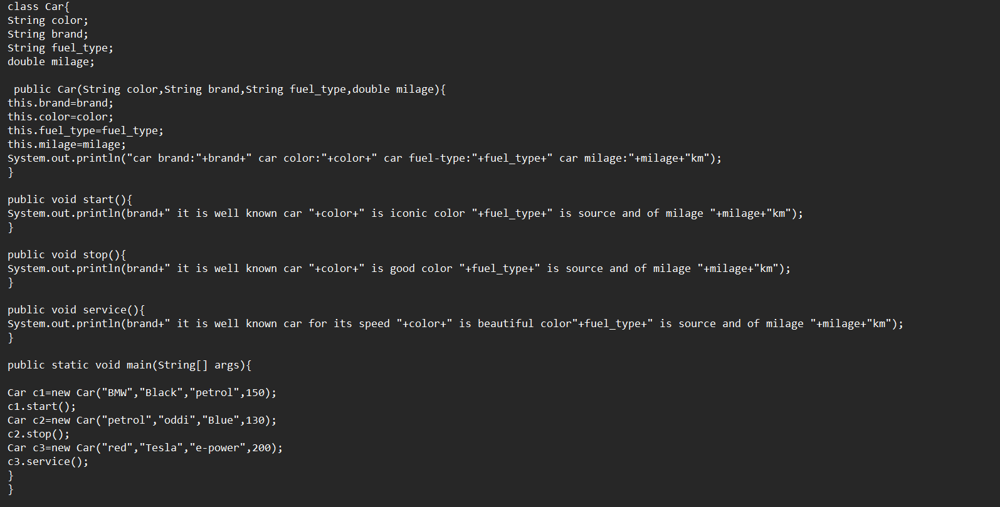 class Car{
String color;
String brand;
String fuel_type;
double milage;
public Car(String color,String brand,String fuel_type,double milage){
this.brand=brand;
this.color=color;
this.fuel_type=fuel_type;
this.milage=milage;
System.out.println("car brand:"+brand+" car color:"+color+" car fuel-type:"+fuel_type+" car milage:"+milage+"km");
}
public void start(){
System.out.println(brand+" it is well known car "+color+" is iconic color "+fuel_type+" is source and of milage "+milage+"km");
}
public void stop(){
System.out.println(brand+" it is well known car "+color+" is good color "+fuel_type+" is source and of milage "+milage+"km");
}
public void service(){
System.out.println(brand+" it is well known car for its speed "+color+" is beautiful color"+fuel_type+" is source and of milage "+milage+"km");
}
public static void main(String[] args){
Car c1=new Car("BMW","Black","petrol",150);
c1.start();
Car c2=new Car("petrol","oddi","Blue",130);
c2.stop();
Car c3=new Car("red","Tesla","e-power",200);
c3.service();
}
}